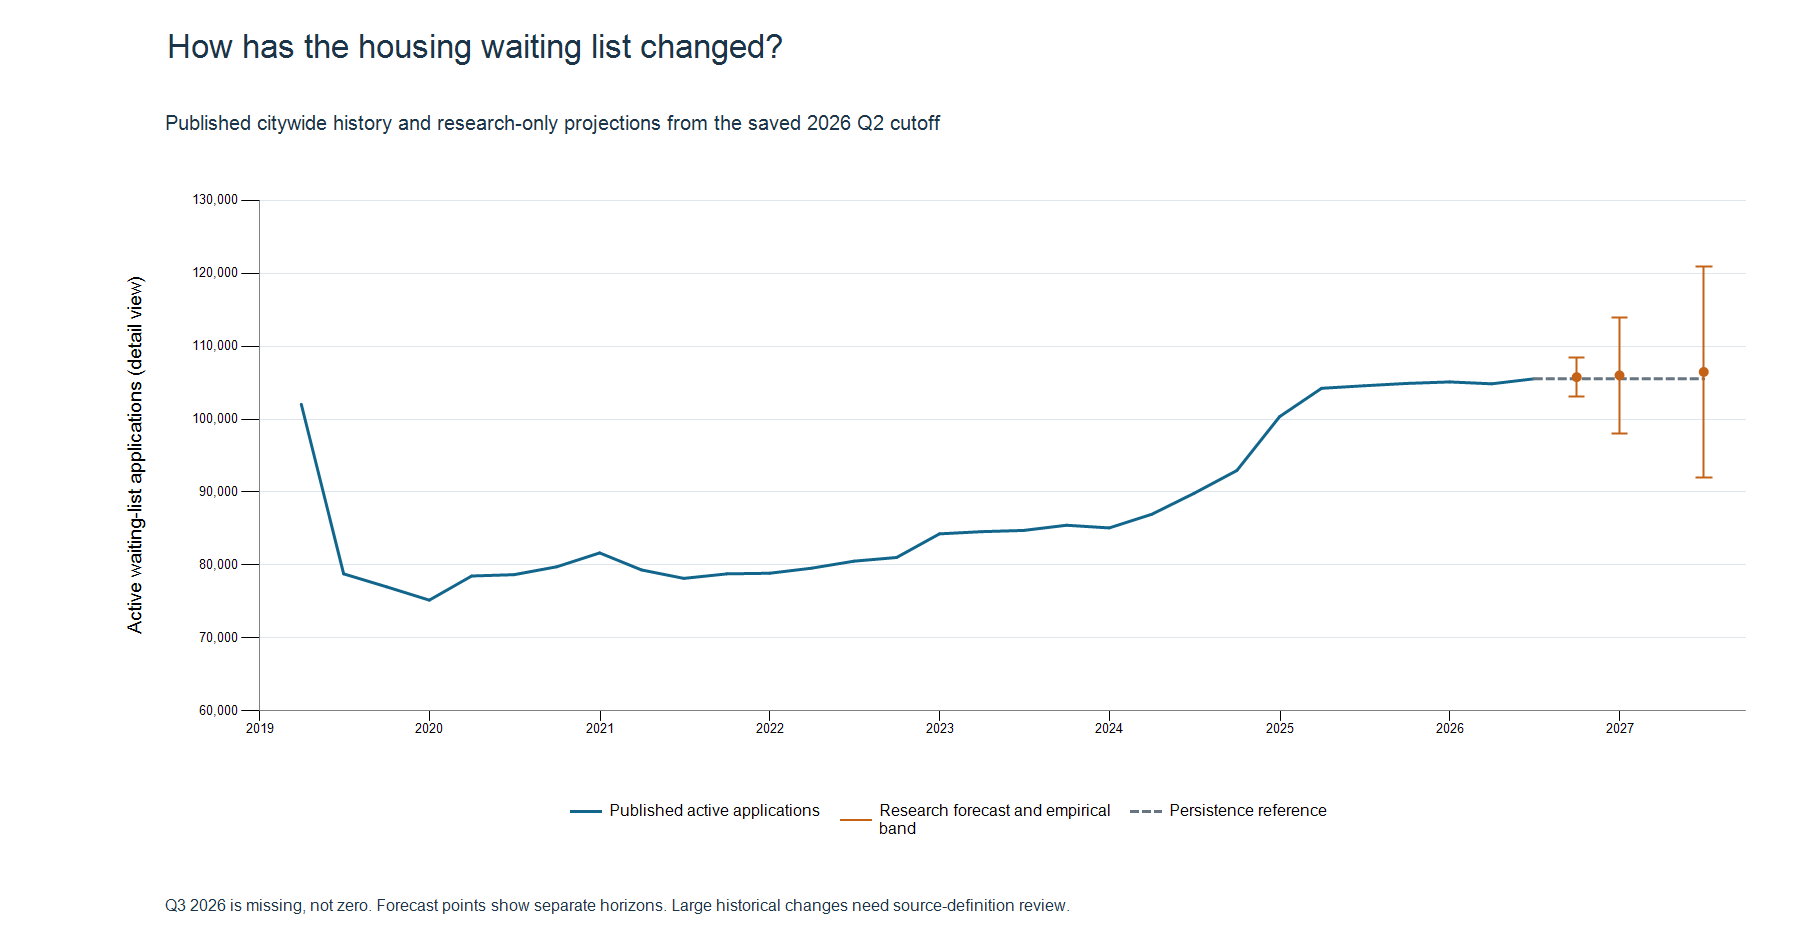 How has the housing waiting list changed?
Published citywide history and research-only projections from the saved 2026 Q2 cutoff
Active waiting-list applications (detail view)
130,000
120,000
110,000
100,000
90,000
80,000
70,000
60,000
2019
2020
2021
2022
2023
2024
2025
2026
2027
Published active applications
Research forecast and empirical
band
Persistence reference
Q3 2026 is missing, not zero. Forecast points show separate horizons. Large historical changes need source-definition review.